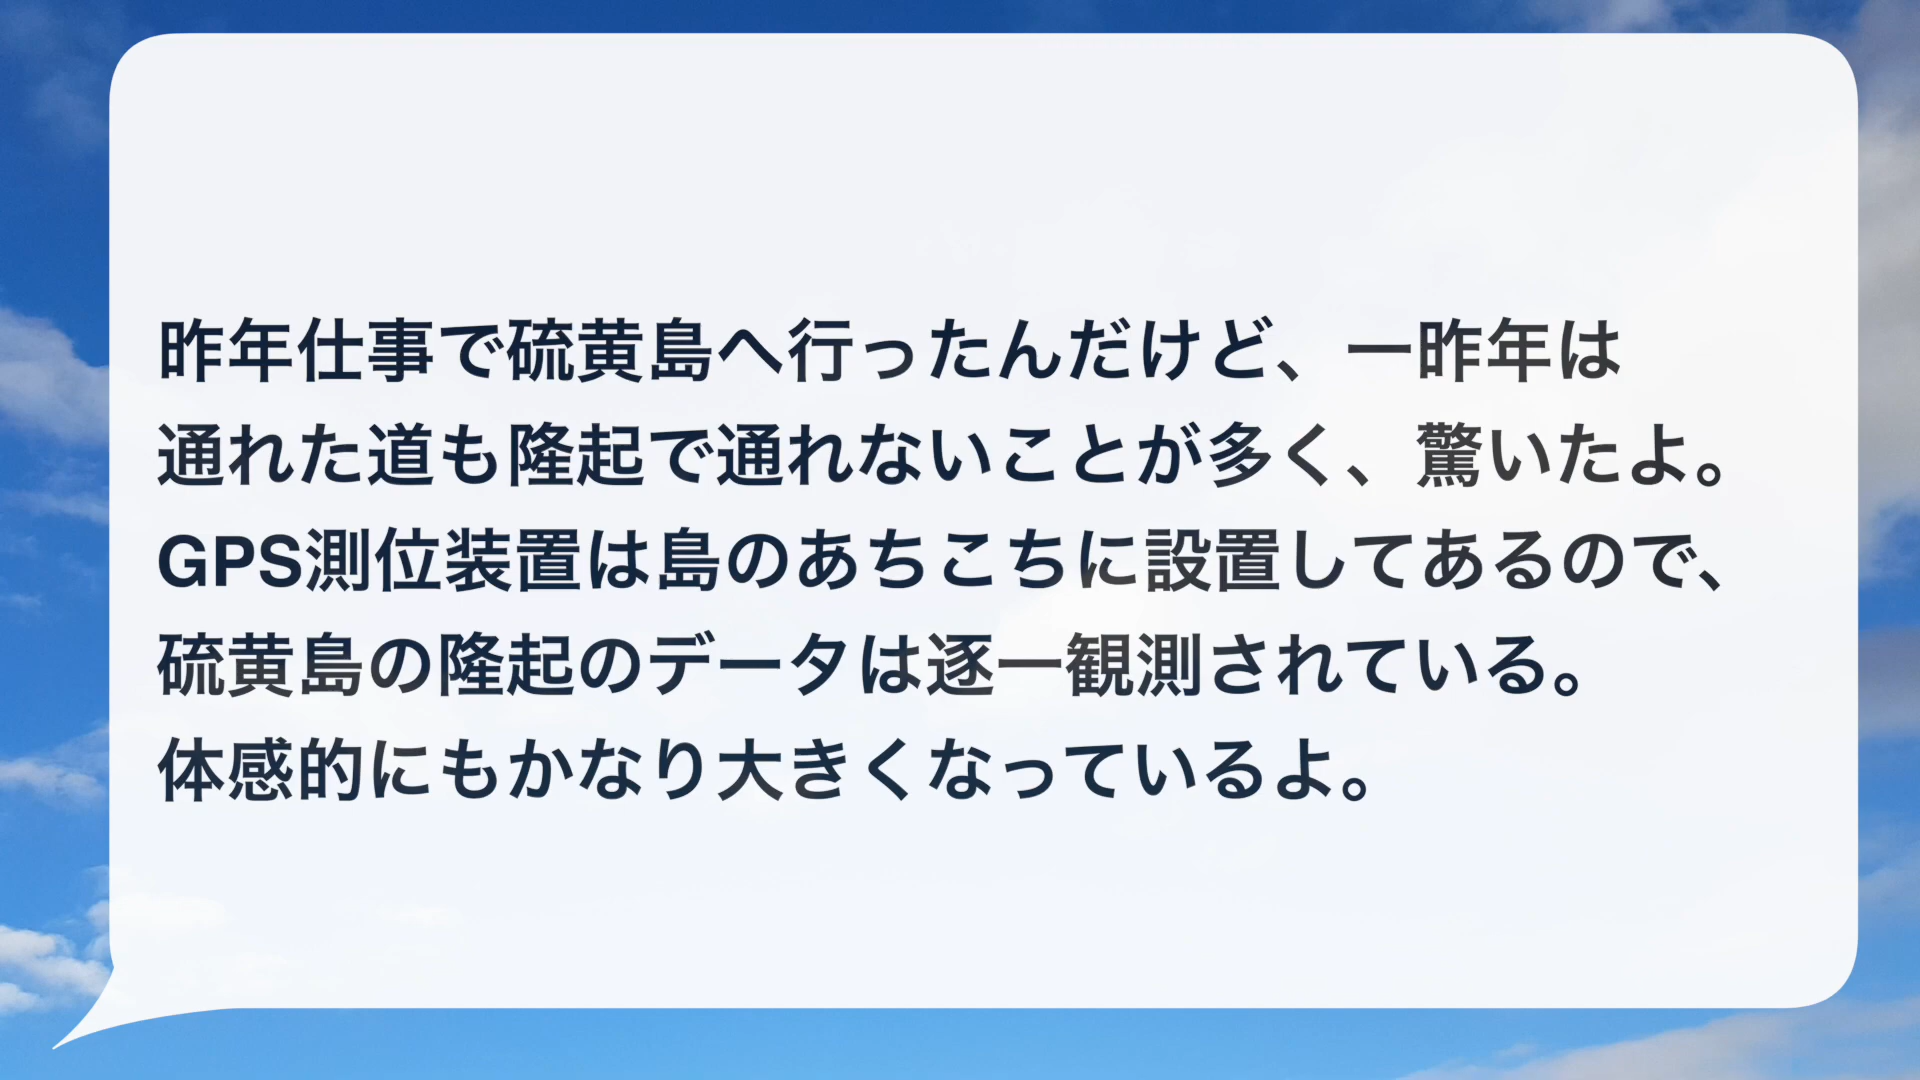 昨年仕事で硫黄島へ行ったんだけど、一昨年は
通れた道も隆起で通れないことが多く、驚いたよ。
GPS測位装置は島のあちこちに設置してあるので、
硫黄島の隆起のデータは逐一観測されている。
体感的にもかなり大きくなっているよ。